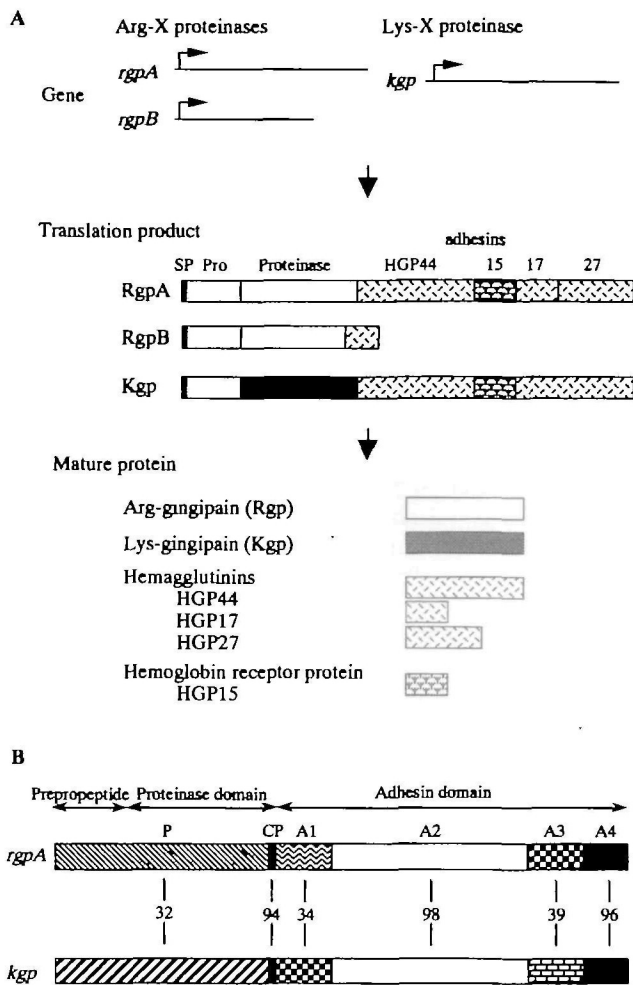 A
Arg-X proteinases Lys-X proteinase
rgpA
kgp
Gene
rgpB
Translation product
adhesins
SP Pro Proteinase HGP44 15 17 27
RgpA
RgpB
Kgp
Mature protein
Arg-gingipain (Rgp)
Lys-gingipain (Kgp)
Hemagglutinins
HGP44
HGP17
HGP27
Hemoglobin receptor protein
HGP15
B
Prepropeptide Proteinase domain Adhesin domain
P CP A1 A2 A3 A4
rgpA
32 94 34 98 39 96
kgp